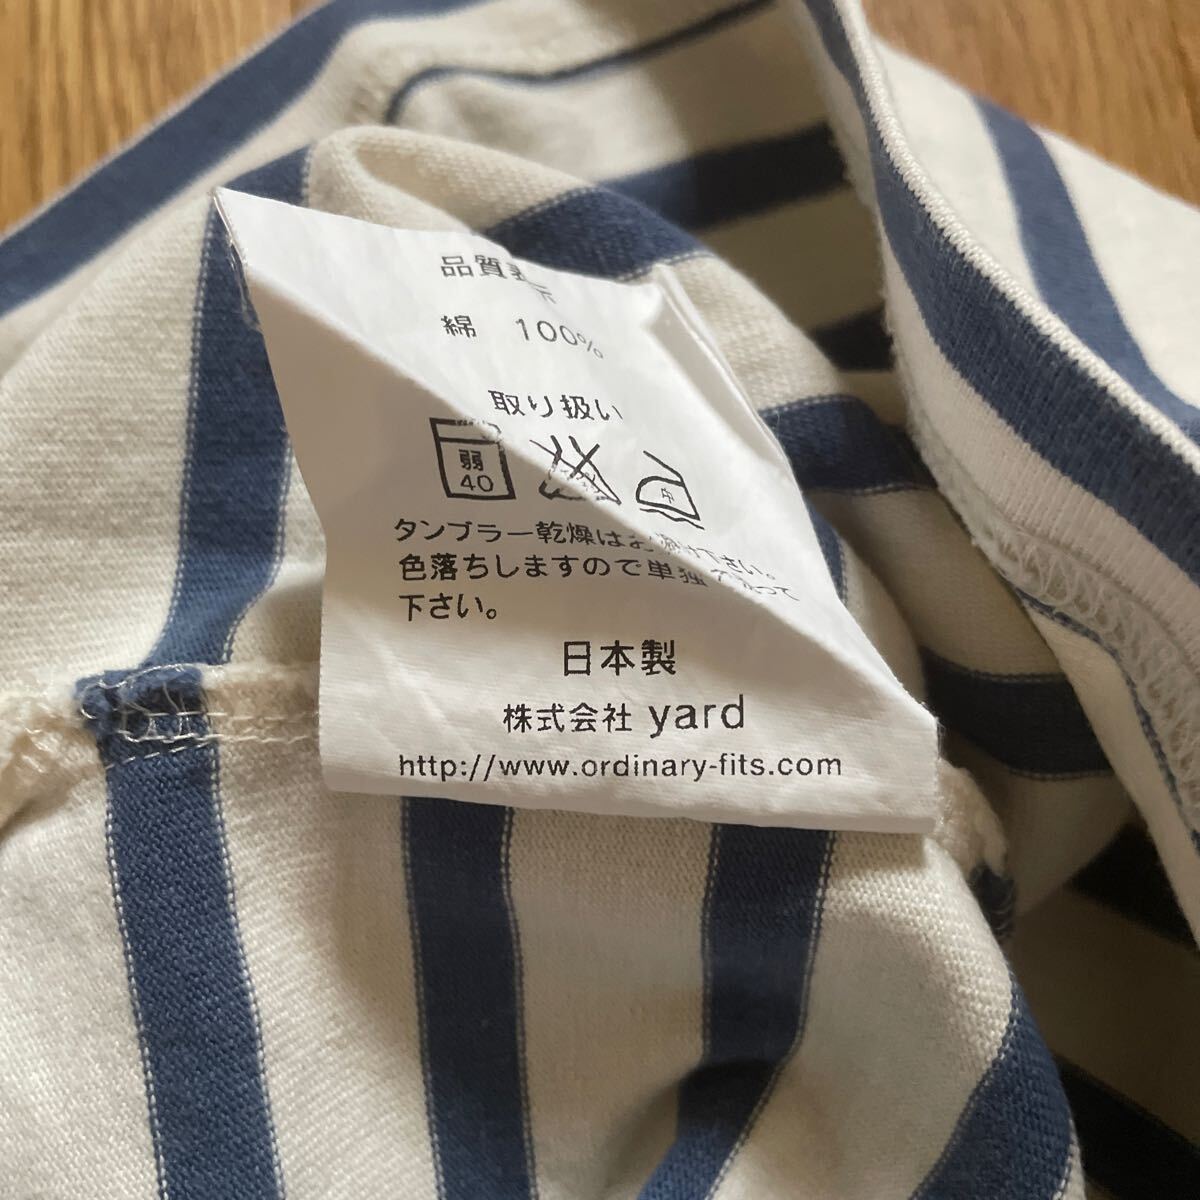 品質表示
綿 100%
取り扱い
弱
40
中
タンブラー乾燥はお避け下さい。
色落ちしますので単独で洗って
下さい。
日本製
株式会社 yard
http://www.ordinary-fits.com